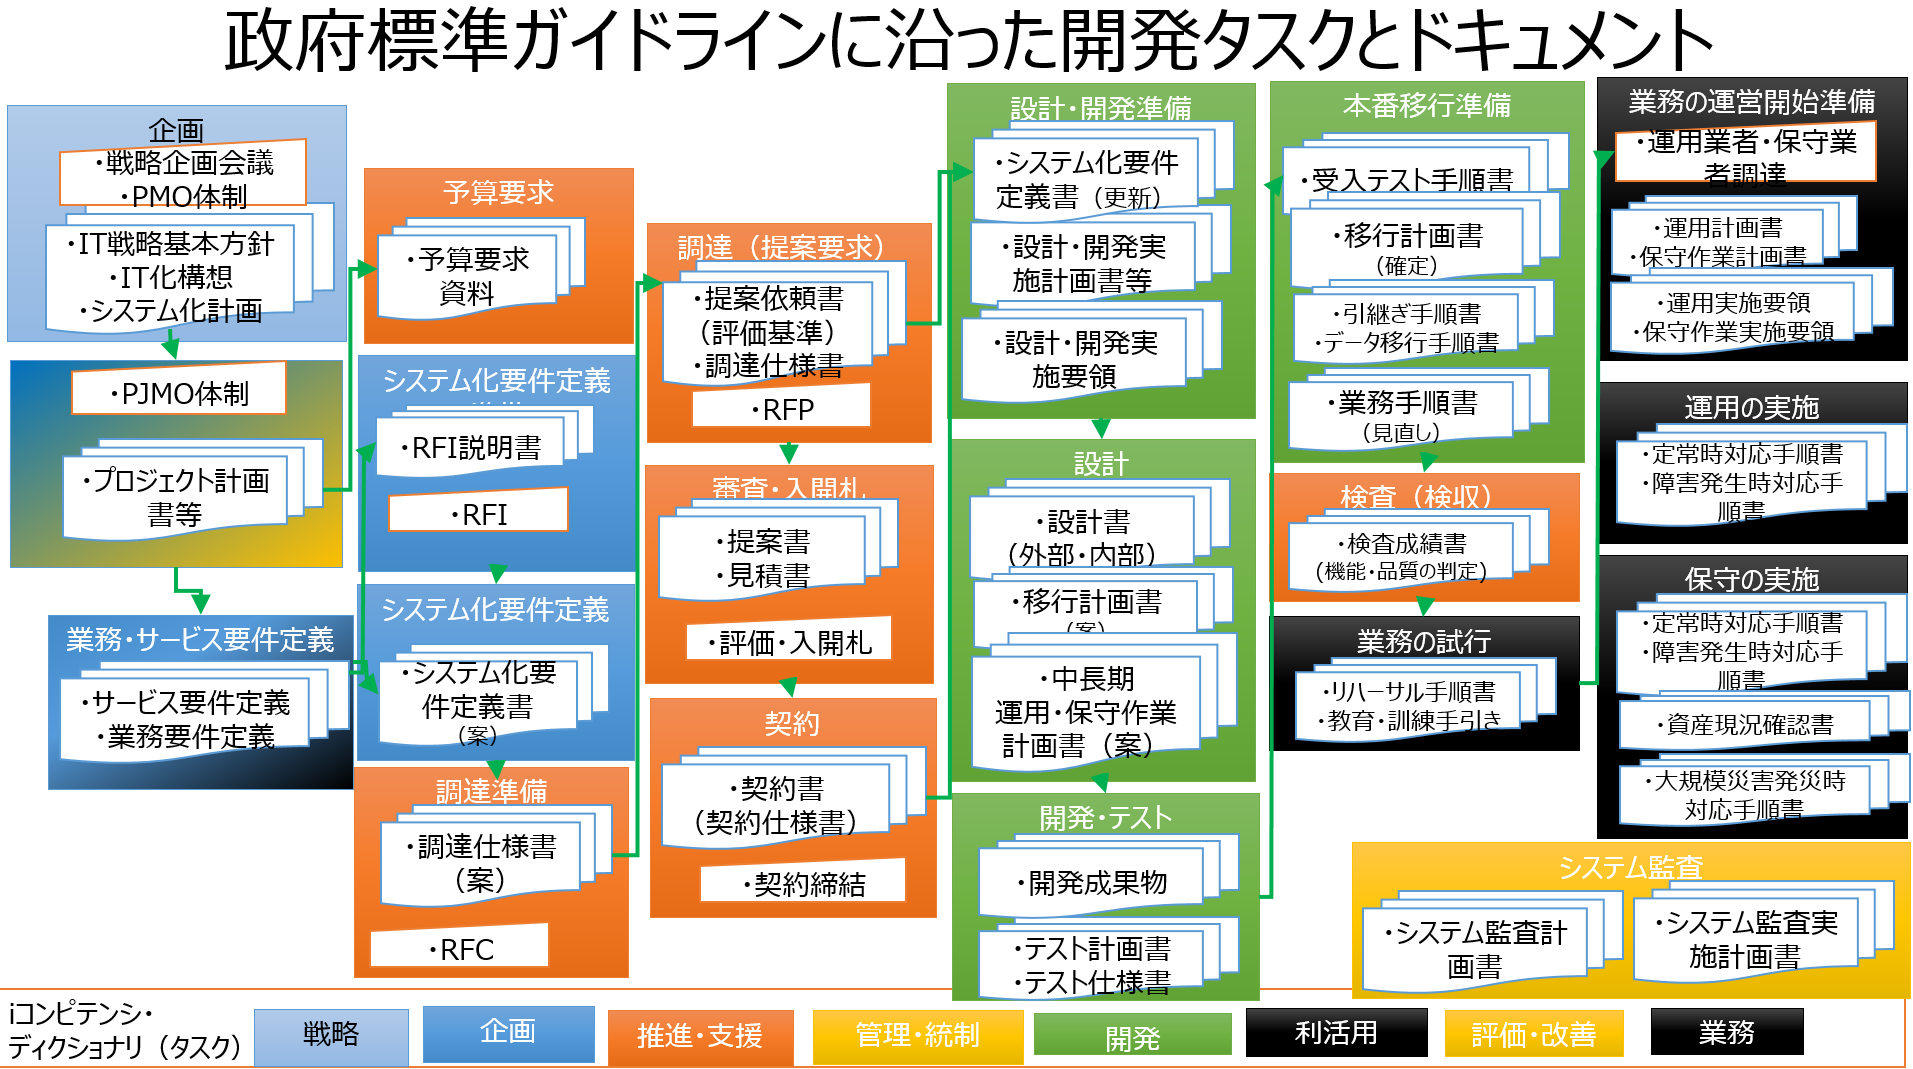 政府標準ガイドラインに沿った開発タスクとドキュメント
企画
・戦略企画会議
・PMO体制
・IT戦略基本方針
・IT化構想
・システム化計画
・PJMO体制
・プロジェクト計画
書等
業務・サービス要件定義
・サービス要件定義
・業務要件定義
予算要求
・予算要求
資料
システム化要件定義
・RFI説明書
・RFI
システム化要件定義
・システム化要
件定義書
（案）
調達準備
・調達仕様書
（案）
・RFC
調達（提案要求）
・提案依頼書
（評価基準）
・調達仕様書
・RFP
審査・入開札
・提案書
・見積書
・評価・入開札
契約
・契約書
（契約仕様書）
・契約締結
設計・開発準備
・システム化要件
定義書（更新）
・設計・開発実
施計画書等
・設計・開発実
施要領
設計
・設計書
（外部・内部）
・移行計画書
（案）
・中長期
運用・保守作業
計画書（案）
開発・テスト
・開発成果物
・テスト計画書
・テスト仕様書
本番移行準備
・受入テスト手順書
・移行計画書
（確定）
・引継ぎ手順書
・データ移行手順書
・業務手順書
（見直し）
検査（検収）
・検査成績書
（機能・品質の判定）
業務の試行
・リハーサル手順書
・教育・訓練手引き
業務の運営開始準備
・運用業者・保守業
者調達
・運用計画書
・保守作業計画書
・運用実施要領
・保守作業実施要領
運用の実施
・定常時対応手順書
・障害発生時対応手
順書
保守の実施
・定常時対応手順書
・障害発生時対応手
順書
・資産現況確認書
・大規模災害発災時
対応手順書
システム監査
・システム監査計
画書
・システム監査実
施計画書
iコンピテンシ・
ディクショナリ（タスク）
戦略
企画
推進・支援
管理・統制
開発
利活用
評価・改善
業務